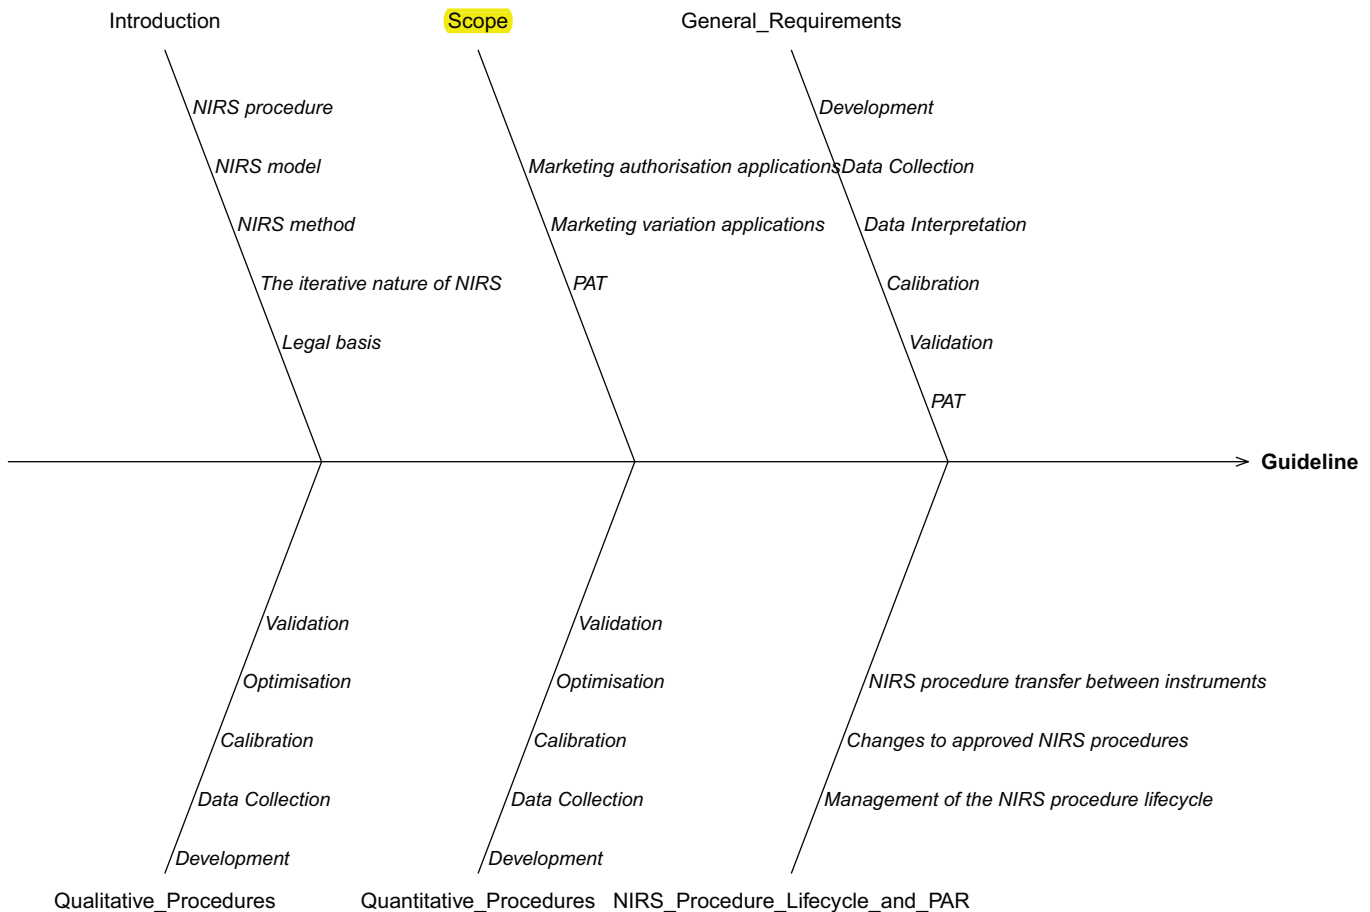 Introduction
Scope
General_Requirements
NIRS procedure
NIRS model
NIRS method
The iterative nature of NIRS
Legal basis
Marketing authorisation applications
Marketing variation applications
PAT
Development
Data Collection
Data Interpretation
Calibration
Validation
PAT
Guideline
Validation
Optimisation
Calibration
Data Collection
Development
Qualitative_Procedures
Validation
Optimisation
Calibration
Data Collection
Development
Quantitative_Procedures
NIRS procedure transfer between instruments
Changes to approved NIRS procedures
Management of the NIRS procedure lifecycle
NIRS_Procedure_Lifecycle_and_PAR